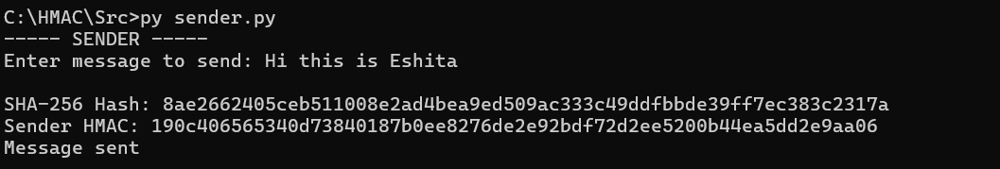 C:\HMAC\Src>py sender.py
----- SENDER -----
Enter message to send: Hi this is Eshita
SHA-256 Hash: 8ae2662405ceb511008e2ad4bea9ed509ac333c49ddfbbde39ff7ec383c2317a
Sender HMAC: 190c406565340d73840187b0ee8276de2e92bdf72d2ee5200b44ea5dd2e9aa06
Message sent